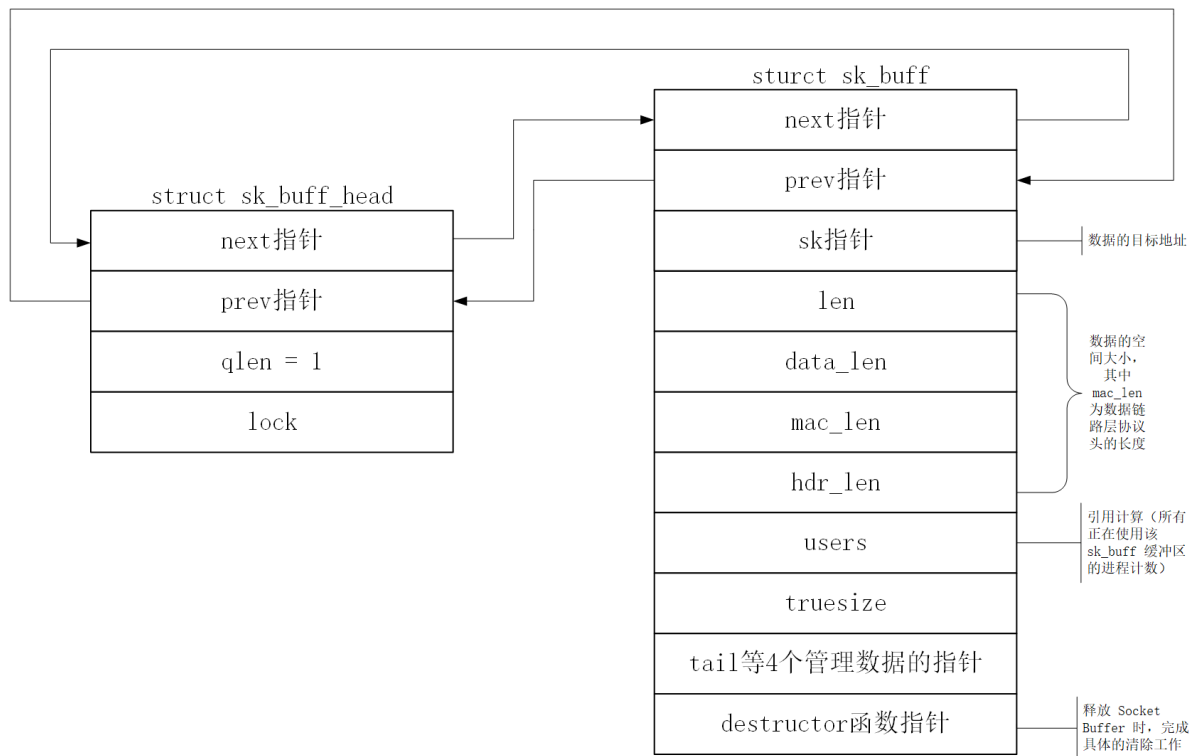 sturct sk_buff
next指针
prev指针
struct sk_buff_head
next指针
prev指针
qlen = 1
lock
sk指针
数据的目标地址
len
data_len
mac_len
hdr_len
数据的空
间大小,
其中
mac_len
为数据链
路层协议
头的长度
users
引用计算（所有
正在使用该
sk_buff 缓冲区
的进程计数）
truesize
tail等4个管理数据的指针
destructor函数指针
释放 Socket
Buffer 时，完成
具体的清除工作